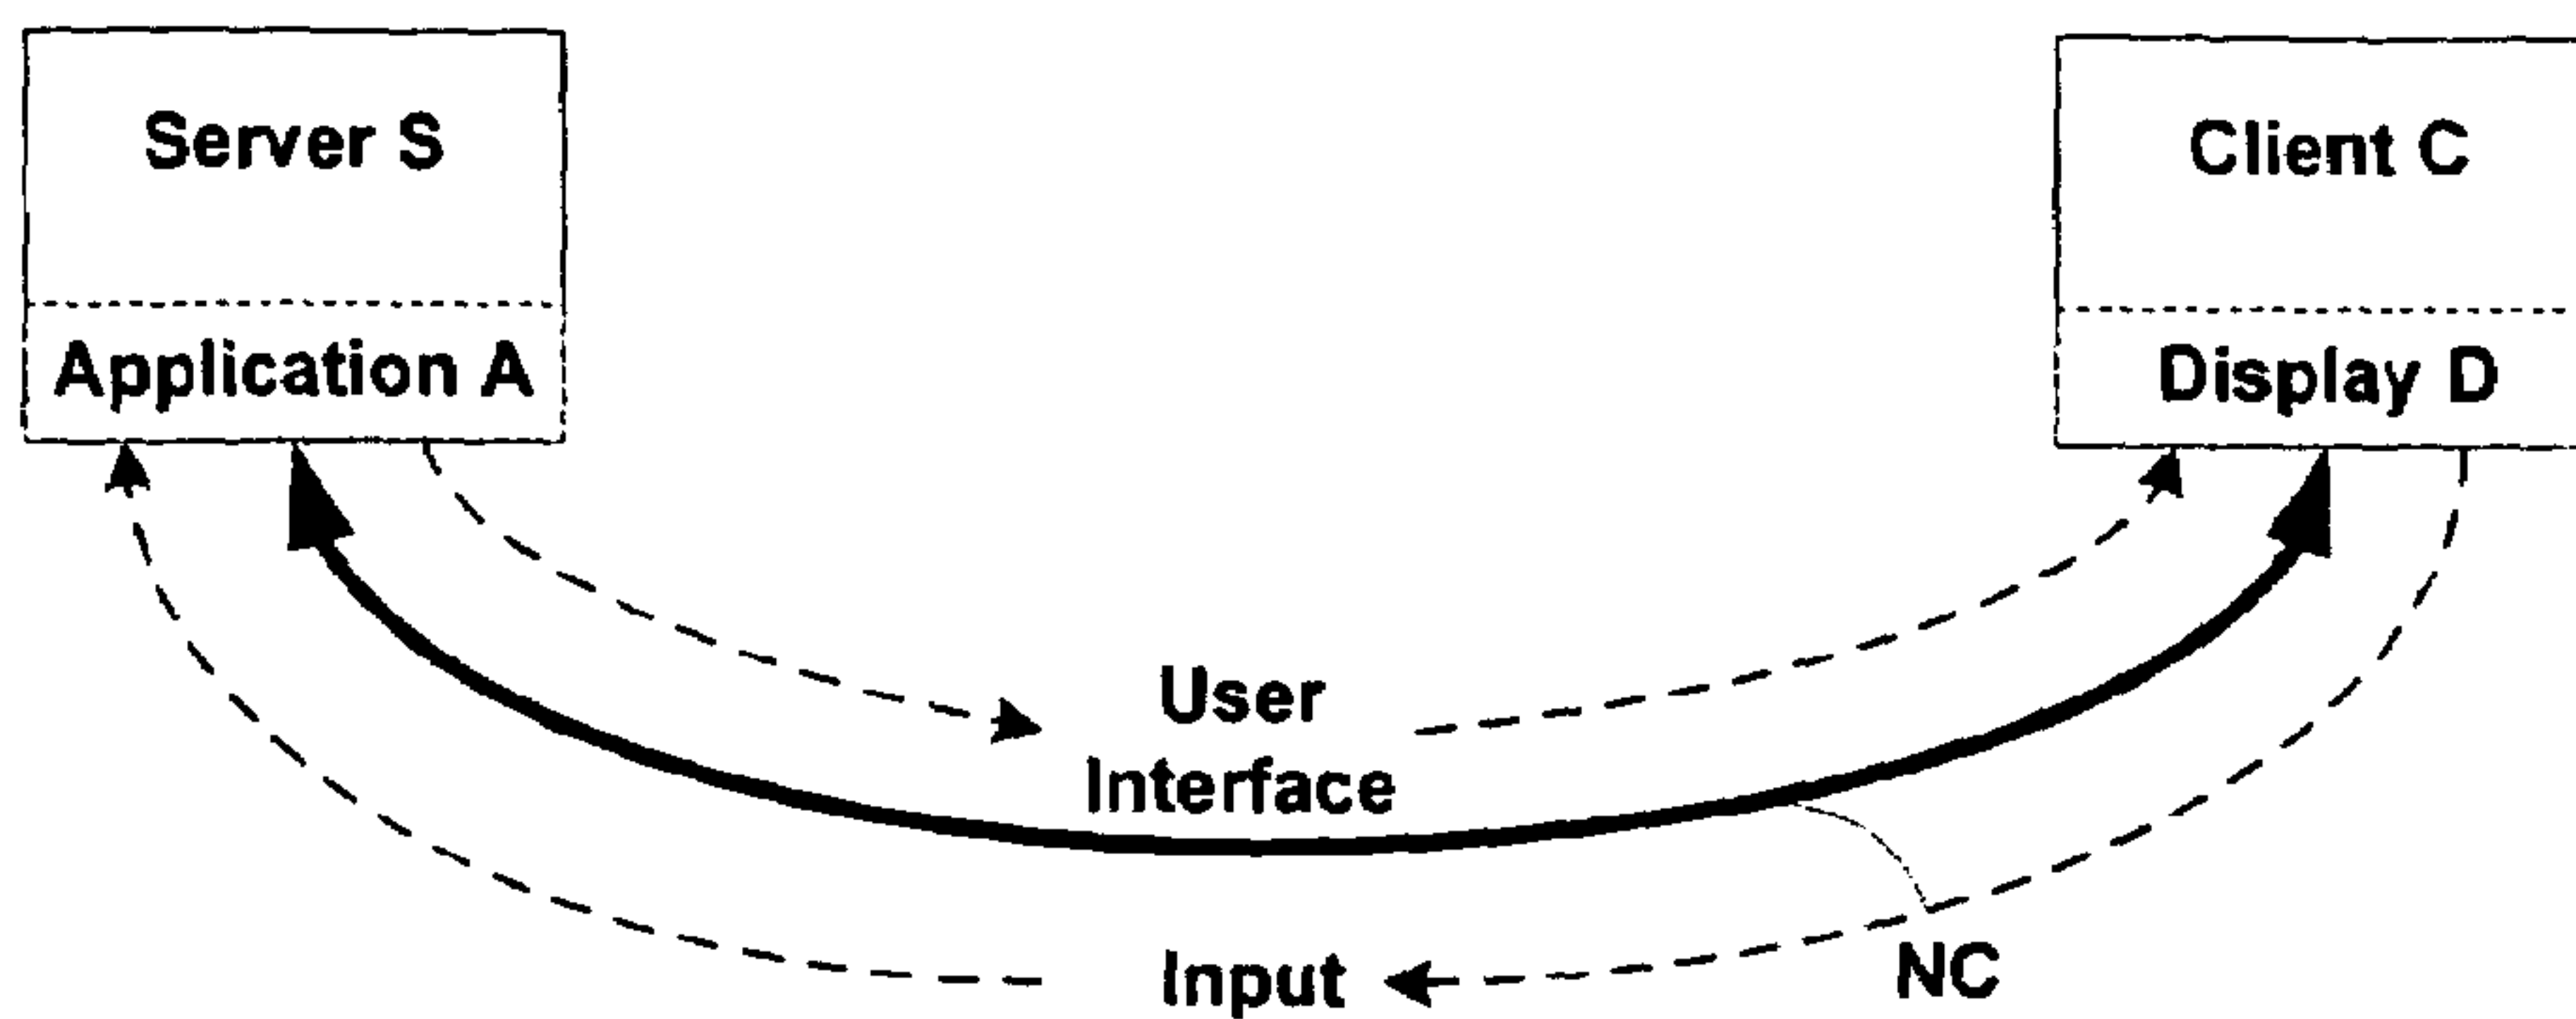 Server S
Application A
Client C
Display D
User
Interface
Input
NC